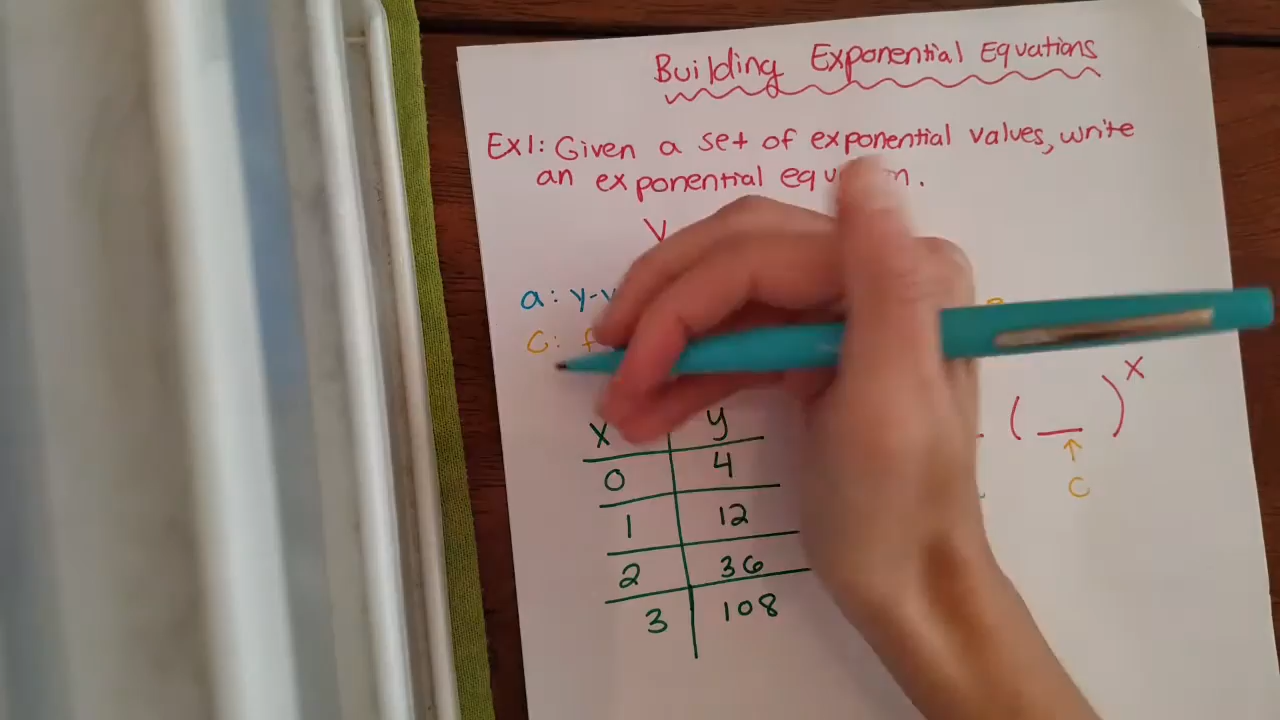 Building Exponential Equations
Ex1: Given a set of exponential values, write
an exponential
a: y-
c:
( __ )^x
↑
c
x y
0 4
1 12
2 36
3 108